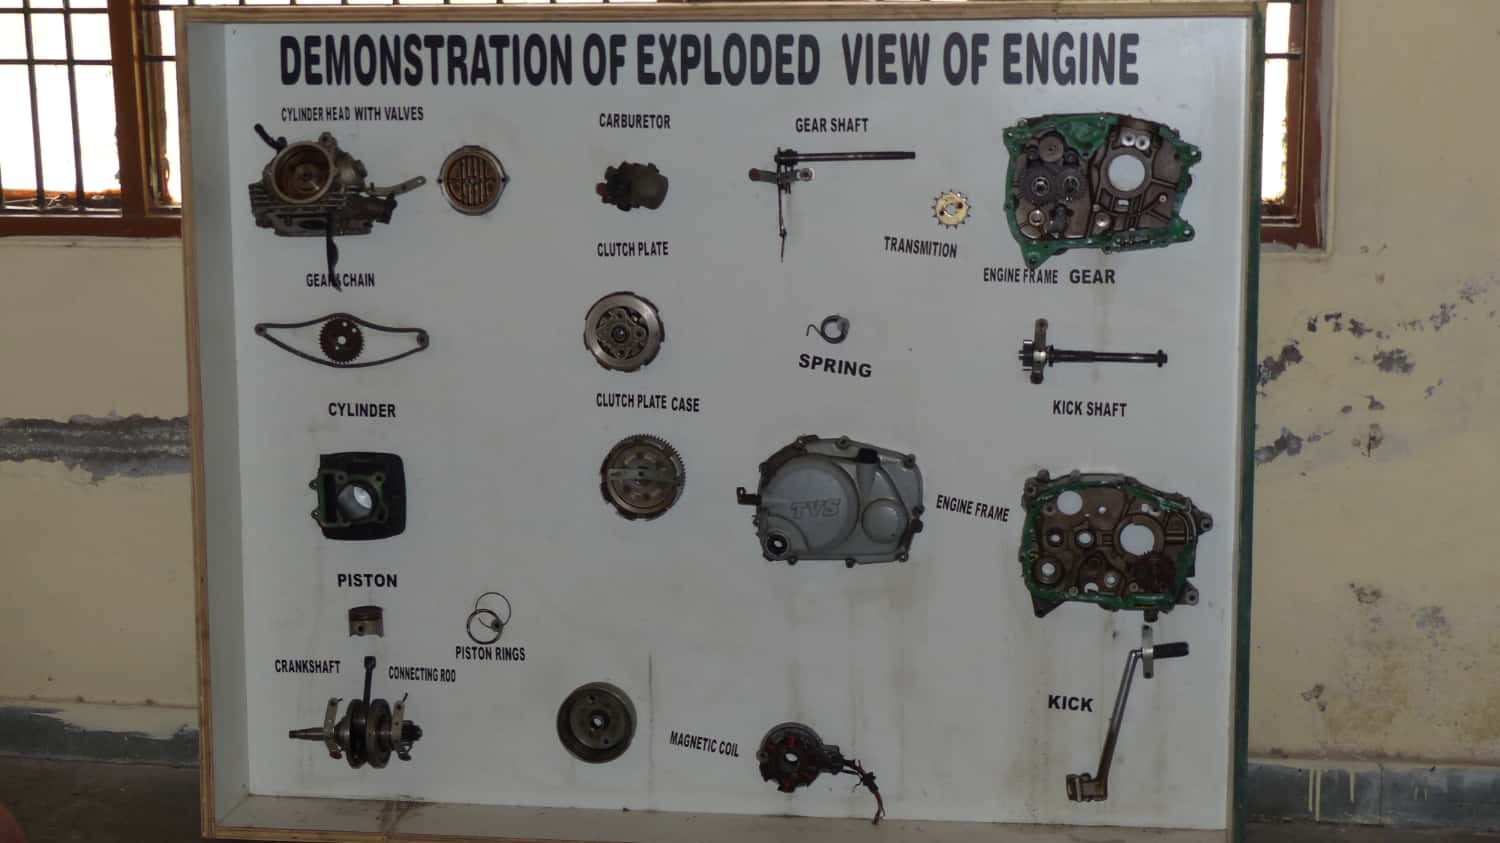 DEMONSTRATION OF EXPLODED VIEW OF ENGINE
CYLINDER HEAD WITH VALVES
CARBURETOR
GEAR SHAFT
CLUTCH PLATE
TRANSMITION
ENGINE FRAME GEAR
GEAR& CHAIN
SPRING
CLUTCH PLATE CASE
CYLINDER
KICK SHAFT
TVS
ENGINE FRAME
PISTON
PISTON RINGS
CRANKSHAFT
CONNECTING ROD
KICK
MAGNETIC COIL